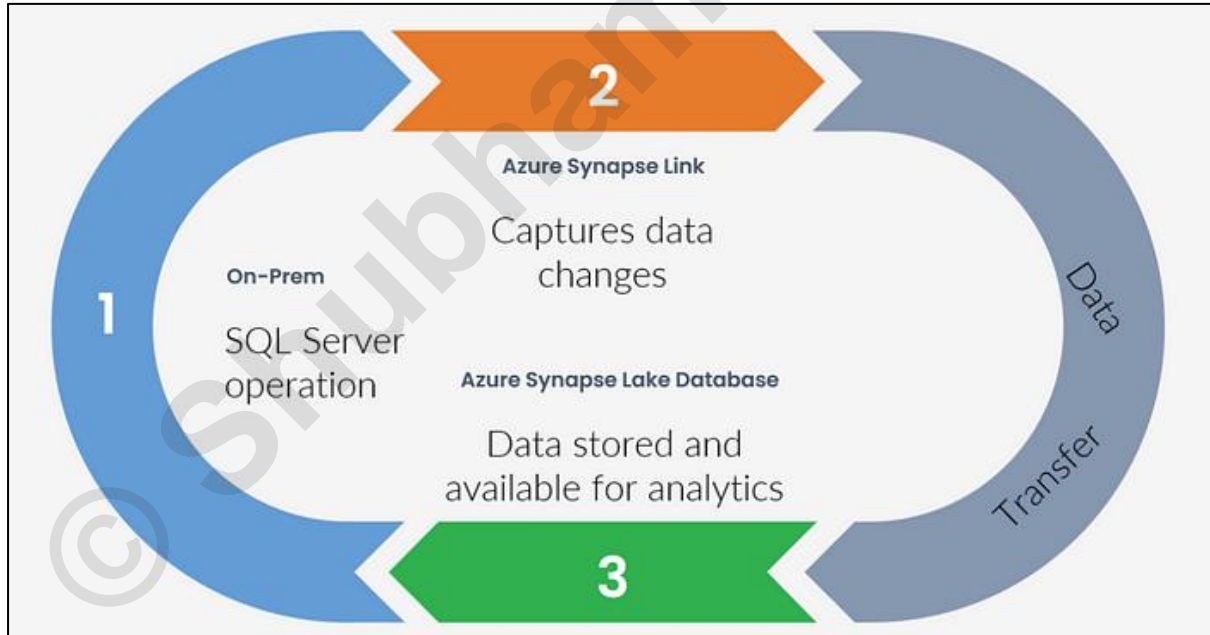 2
Azure Synapse Link
Captures data
changes
1
On-Prem
SQL Server
operation
Data
Transfer
Azure Synapse Lake Database
Data stored and
available for analytics
3
© Shubham